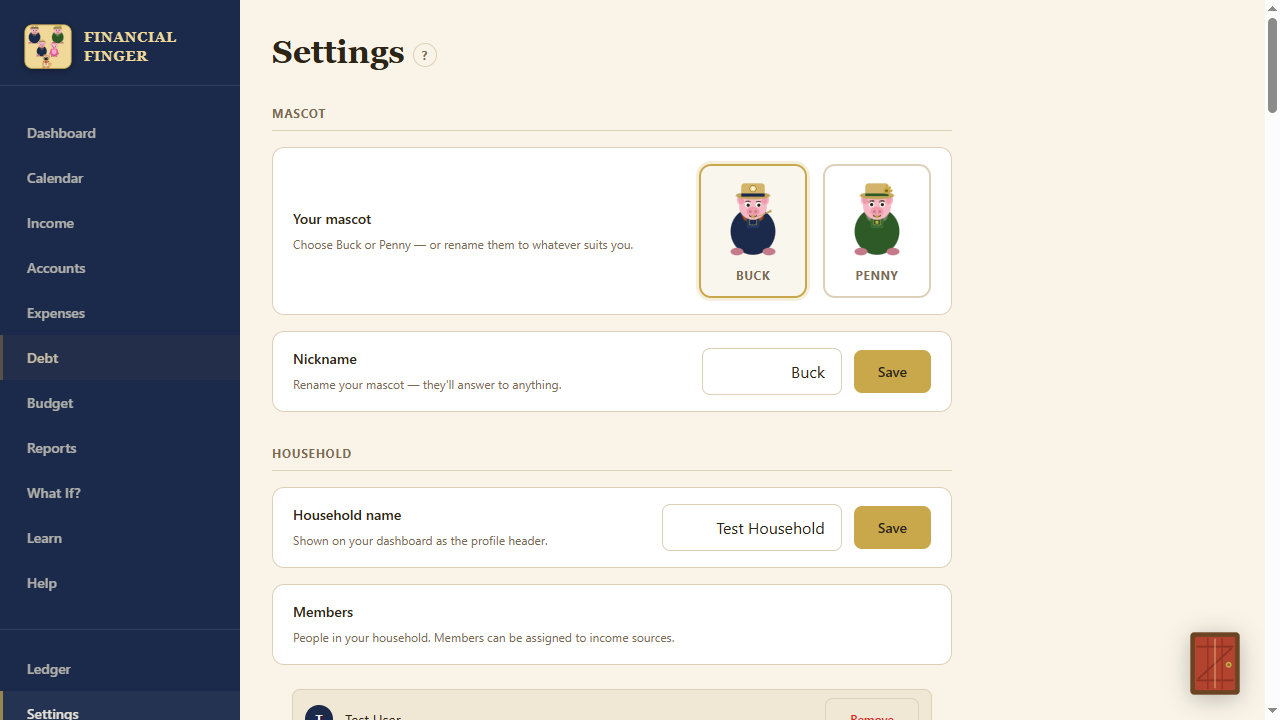 FINANCIAL
FINGER
Dashboard
Calendar
Income
Accounts
Expenses
Debt
Budget
Reports
What If?
Learn
Help
Ledger
Settings
Settings ?
MASCOT
Your mascot
Choose Buck or Penny — or rename them to whatever suits you.
BUCK
PENNY
Nickname
Rename your mascot — they'll answer to anything.
Buck
Save
HOUSEHOLD
Household name
Shown on your dashboard as the profile header.
Test Household
Save
Members
People in your household. Members can be assigned to income sources.
T
Test User
Remove